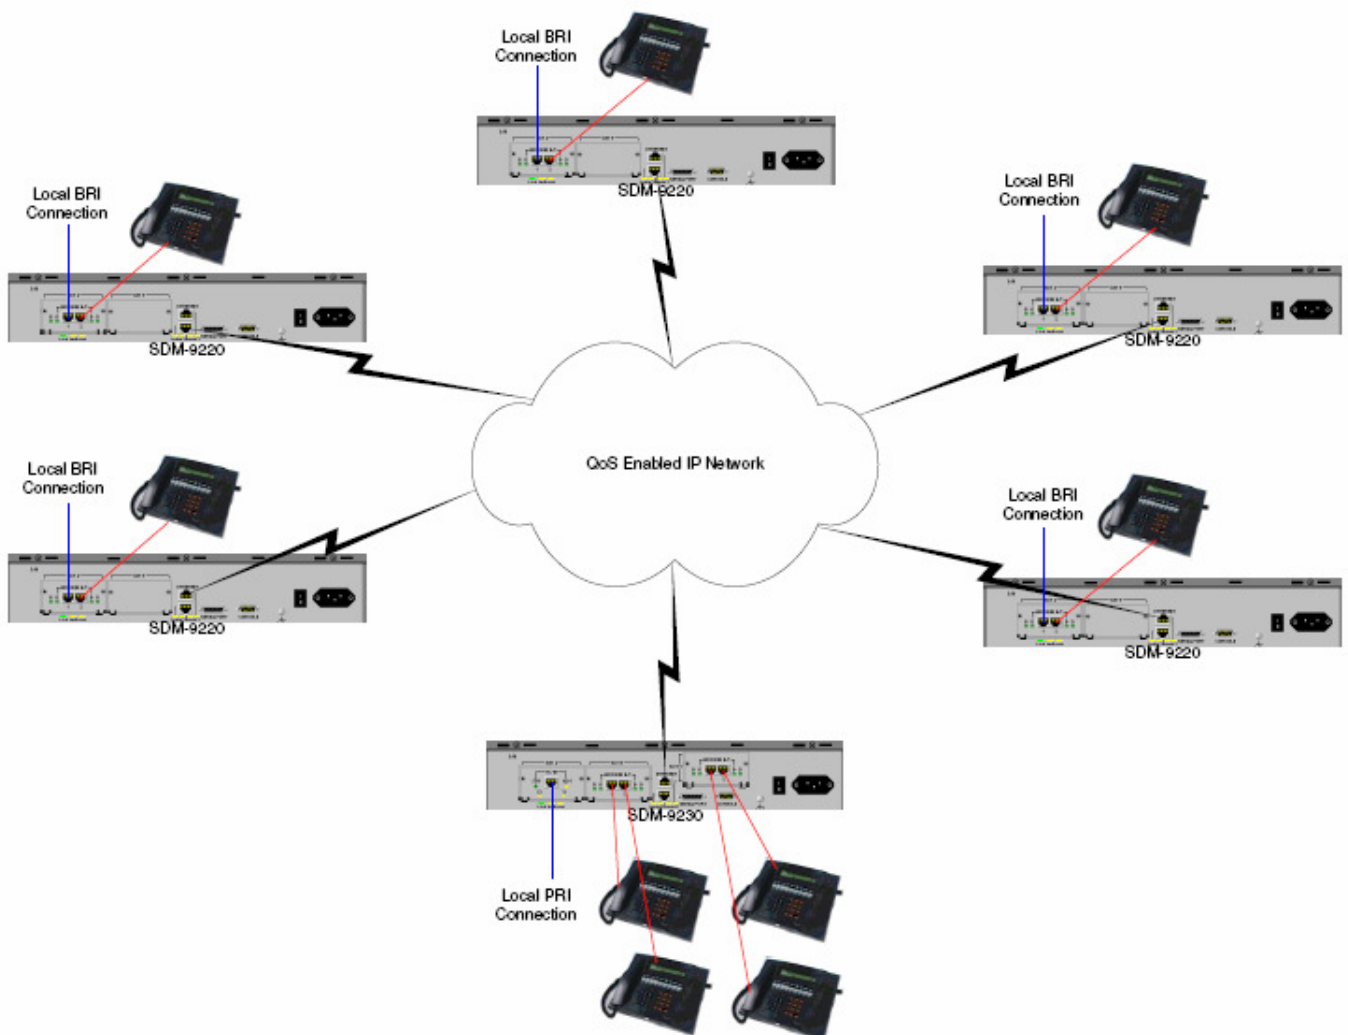 Local BRI
Connection
SDM-9220
Local BRI
Connection
SDM-9220
Local BRI
Connection
SDM-9220
QoS Enabled IP Network
Local BRI
Connection
SDM-9220
Local BRI
Connection
SDM-9220
SDM-9230
Local PRI
Connection